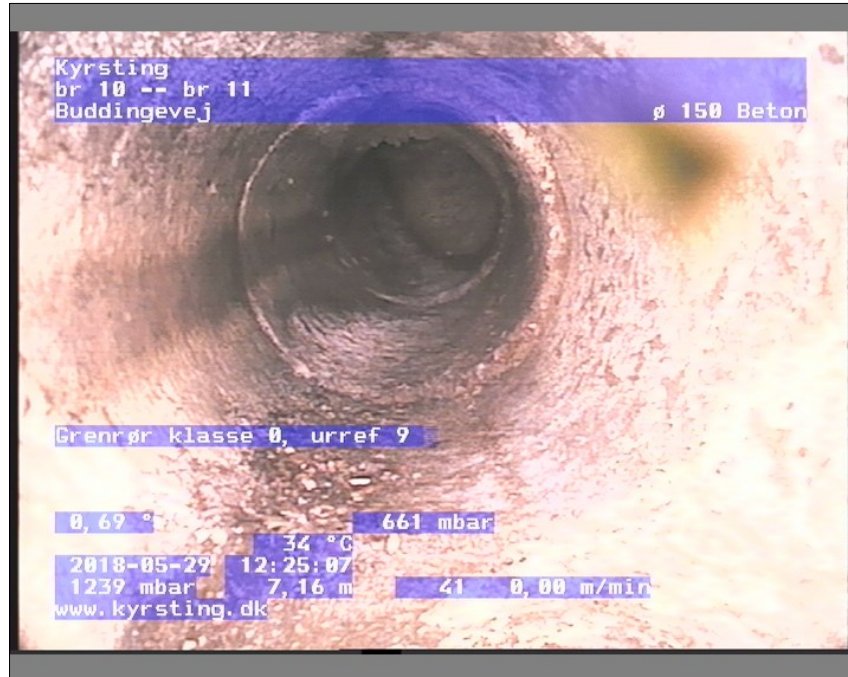 Kyrsting
br 10 -- br 11
Buddingevej ø 150 Beton
Grenrør klasse 0, urref 9
0,69 ° 661 mbar
34 °C
2018-05-29 12:25:07
1239 mbar 7,16 m 41 0,00 m/min
www.kyrsting.dk